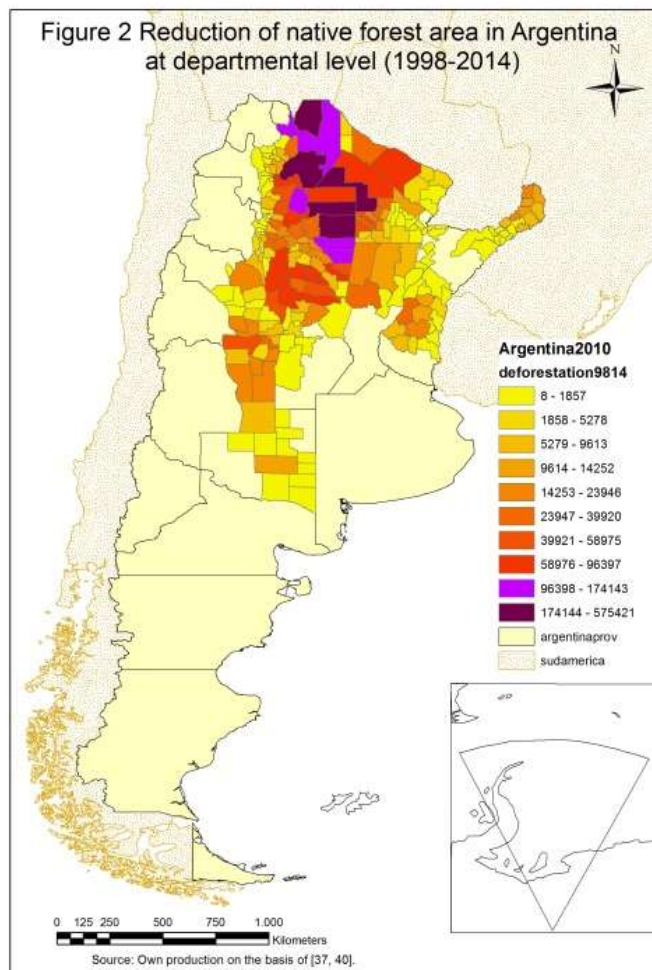 Figure 2 Reduction of native forest area in Argentina
at departmental level (1998-2014)
N
Argentina2010
deforestation9814
8 - 1857
1858 - 5278
5279 - 9613
9614 - 14252
14253 - 23946
23947 - 39920
39921 - 58975
58976 - 96397
96398 - 174143
174144 - 575421
argentinaprov
sudamerica
0 125 250 500 750 1.000
Kilometers
Source: Own production on the basis of [37, 40].